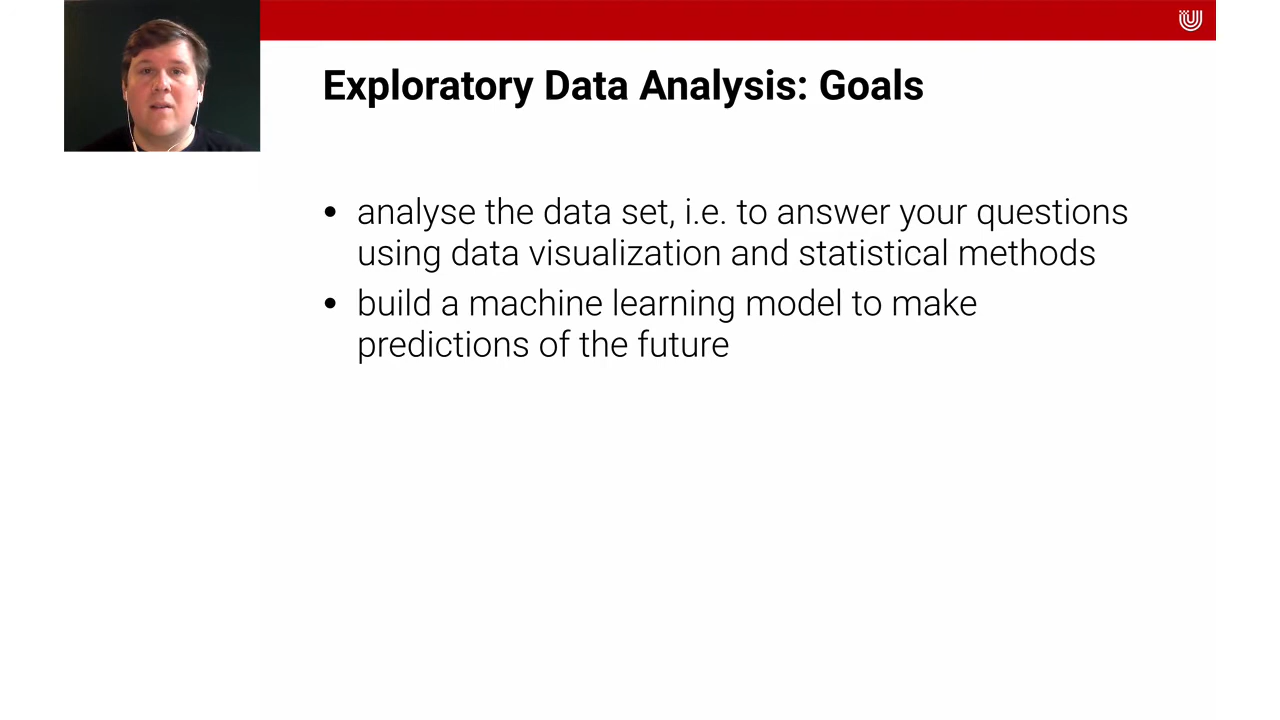 Exploratory Data Analysis: Goals
• analyse the data set, i.e. to answer your questions
using data visualization and statistical methods
• build a machine learning model to make
predictions of the future